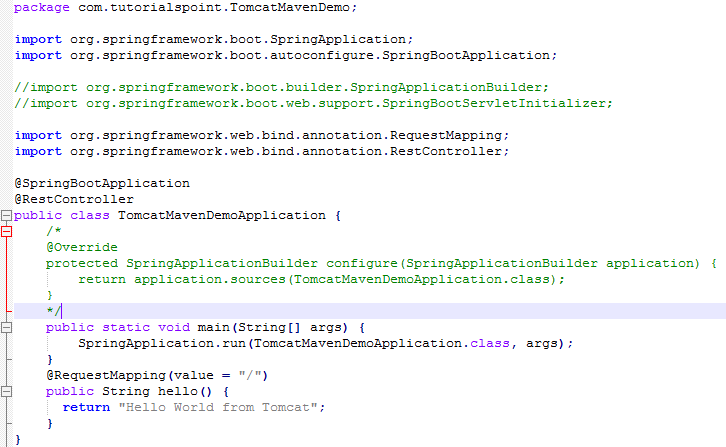 package com.tutorialspoint.TomcatMavenDemo;
import org.springframework.boot.SpringApplication;
import org.springframework.boot.autoconfigure.SpringBootApplication;
//import org.springframework.boot.builder.SpringApplicationBuilder;
//import org.springframework.boot.web.support.SpringBootServletInitializer;
import org.springframework.web.bind.annotation.RequestMapping;
import org.springframework.web.bind.annotation.RestController;
@SpringBootApplication
@RestController
public class TomcatMavenDemoApplication {
/*
@Override
protected SpringApplicationBuilder configure(SpringApplicationBuilder application) {
return application.sources(TomcatMavenDemoApplication.class);
}
*/
public static void main(String[] args) {
SpringApplication.run(TomcatMavenDemoApplication.class, args);
}
@RequestMapping(value = "/")
public String hello() {
return "Hello World from Tomcat";
}
}